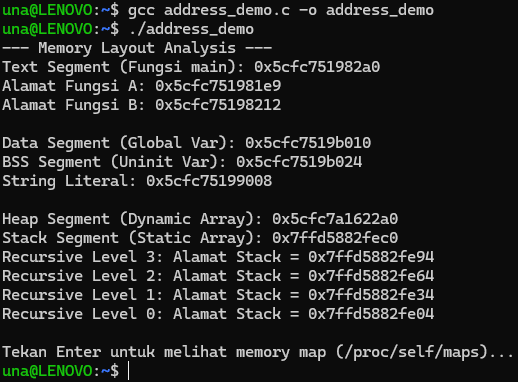 una@LENOVO:~$ gcc address_demo.c -o address_demo
una@LENOVO:~$ ./address_demo
--- Memory Layout Analysis ---
Text Segment (Fungsi main): 0x5cfc751982a0
Alamat Fungsi A: 0x5cfc751981e9
Alamat Fungsi B: 0x5cfc75198212
Data Segment (Global Var): 0x5cfc7519b010
BSS Segment (Uninit Var): 0x5cfc7519b024
String Literal: 0x5cfc75199008
Heap Segment (Dynamic Array): 0x5cfc7a1622a0
Stack Segment (Static Array): 0x7ffd5882fec0
Recursive Level 3: Alamat Stack = 0x7ffd5882fe94
Recursive Level 2: Alamat Stack = 0x7ffd5882fe64
Recursive Level 1: Alamat Stack = 0x7ffd5882fe34
Recursive Level 0: Alamat Stack = 0x7ffd5882fe04
Tekan Enter untuk melihat memory map (/proc/self/maps)...
una@LENOVO:~$